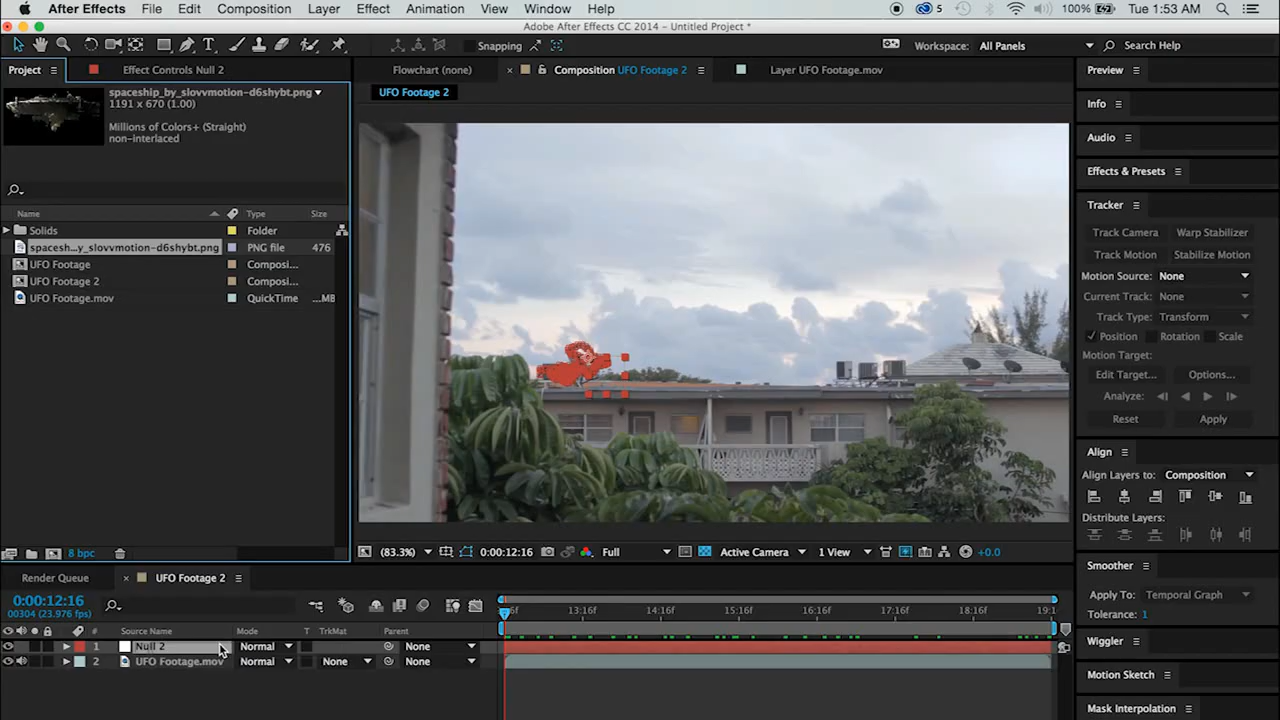 After Effects File Edit Composition Layer Effect Animation View Window Help 5 100% Tue 1:53 AM
Adobe After Effects CC 2014 - Untitled Project *
T Snapping Workspace: All Panels Search Help
Project Effect Controls Null 2 Flowchart (none) × Composition UFO Footage 2 Layer UFO Footage.mov Preview
UFO Footage 2
spaceship_by_slovvmotion-d6shybt.png
1191 x 670 (1.00)
Info
Millions of Colors+ (Straight)
non-interlaced
Audio
Effects & Presets
Tracker
Name Type Size
Solids Folder
Track Camera Warp Stabilizer
spacesh...y_slovvmotion-d6shybt.png PNG file 476
Track Motion Stabilize Motion
UFO Footage Composi...
Motion Source: None
UFO Footage 2 Composi...
Current Track: None
UFO Footage.mov QuickTime ...MB
Track Type: Transform
Position Rotation Scale
Motion Target:
Edit Target... Options...
Analyze:
Reset Apply
Align
Align Layers to: Composition
Distribute Layers:
8 bpc (83.3%) 0:00:12:16 Full Active Camera 1 View +0.0
Smoother
Render Queue × UFO Footage 2
Apply To: Temporal Graph
0:00:12:16
00304 (23.976 fps)
6f 13:16f 14:16f 15:16f 16:16f 17:16f 18:16f 19:1
Tolerance: 1
# Source Name Mode T TrkMat Parent
Wiggler
1 Null 2 Normal None
2 UFO Footage.mov Normal None None
Motion Sketch
Mask Interpolation